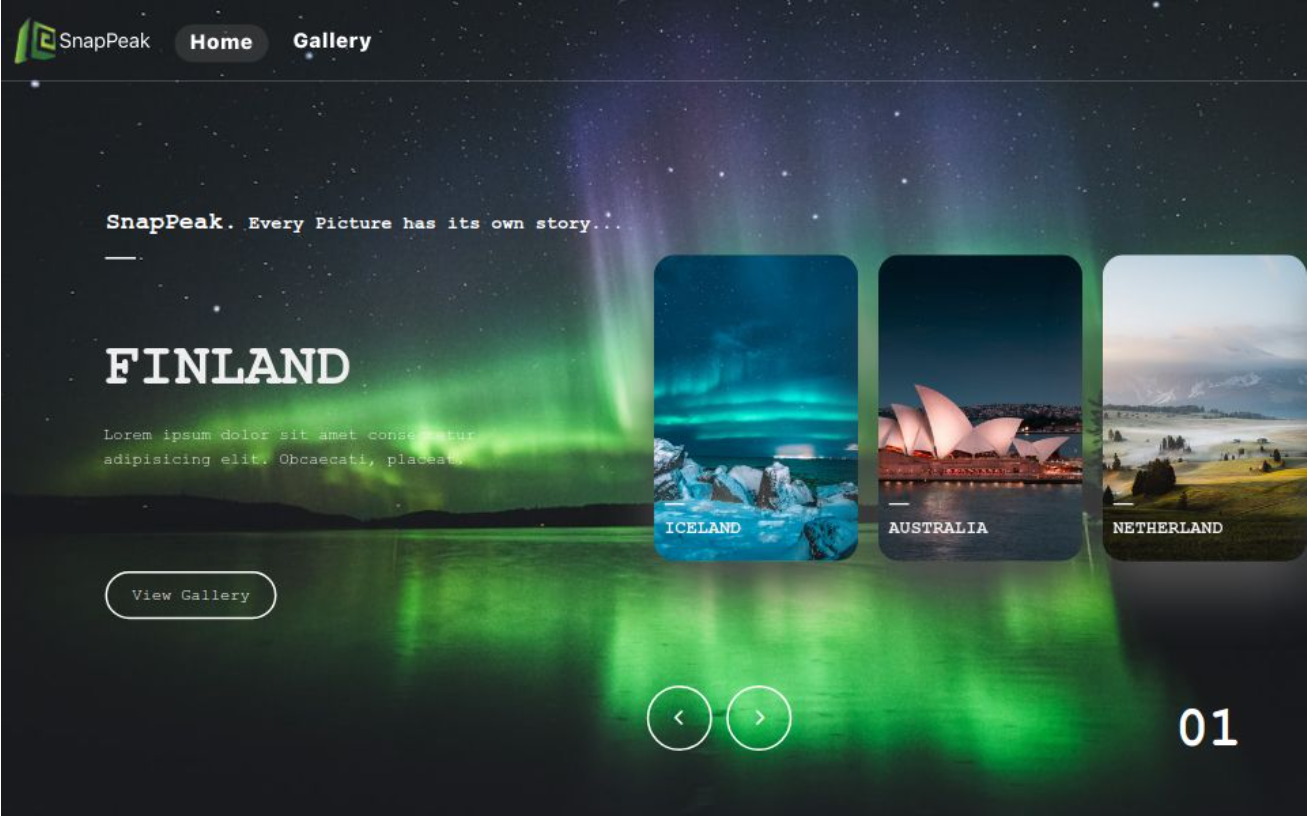 SnapPeak Home Gallery
SnapPeak. Every Picture has its own story...
FINLAND
Lorem ipsum dolor sit amet consectetur
adipisicing elit. Obcaecati, placeat.
View Gallery
ICELAND
AUSTRALIA
NETHERLAND
01